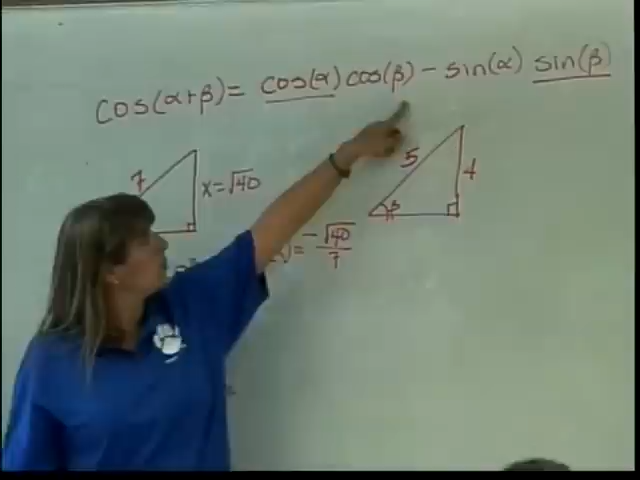 cos(α+β)= cos(α)cos(β) - sin(α) sin(β)
7
x=√40
5
4
β
)= -√40/7